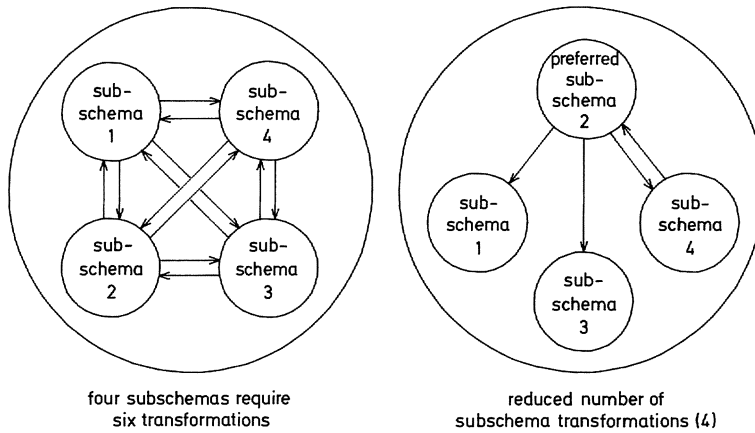 sub-
schema
1
sub-
schema
4
sub-
schema
2
sub-
schema
3
four subschemas require
six transformations
preferred
sub-
schema
2
sub-
schema
1
sub-
schema
4
sub-
schema
3
reduced number of
subschema transformations (4)